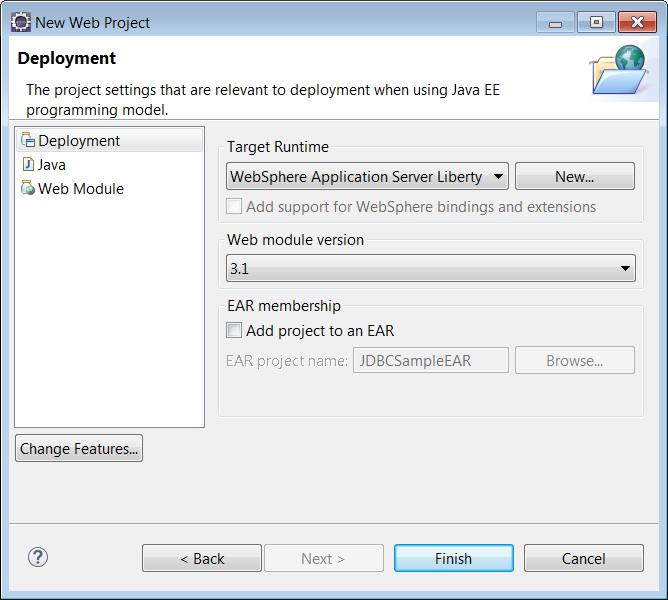 New Web Project
Deployment
The project settings that are relevant to deployment when using Java EE
programming model.
Deployment
Java
Web Module
Change Features...
Target Runtime
WebSphere Application Server Liberty
New...
Add support for WebSphere bindings and extensions
Web module version
3.1
EAR membership
Add project to an EAR
EAR project name: JDBCSampleEAR Browse...
? < Back Next > Finish Cancel